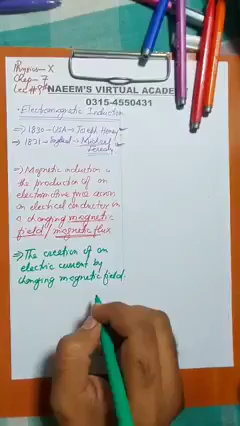 Physics - X
Chap - 7
Lec # 9th
NAEEM'S VIRTUAL ACADE
0315-4550431
• Electromagnetic Induction
⇒ 1830 - USA → Joseph Henry
⇒ 1831 - England → Michael
Faraday
⇒ Magnetic induction is
the production of an
electromotive force across
an electrical conductor in
a changing magnetic
field / magnetic flux
⇒ The creation of an
electric current by
changing magnetic field.